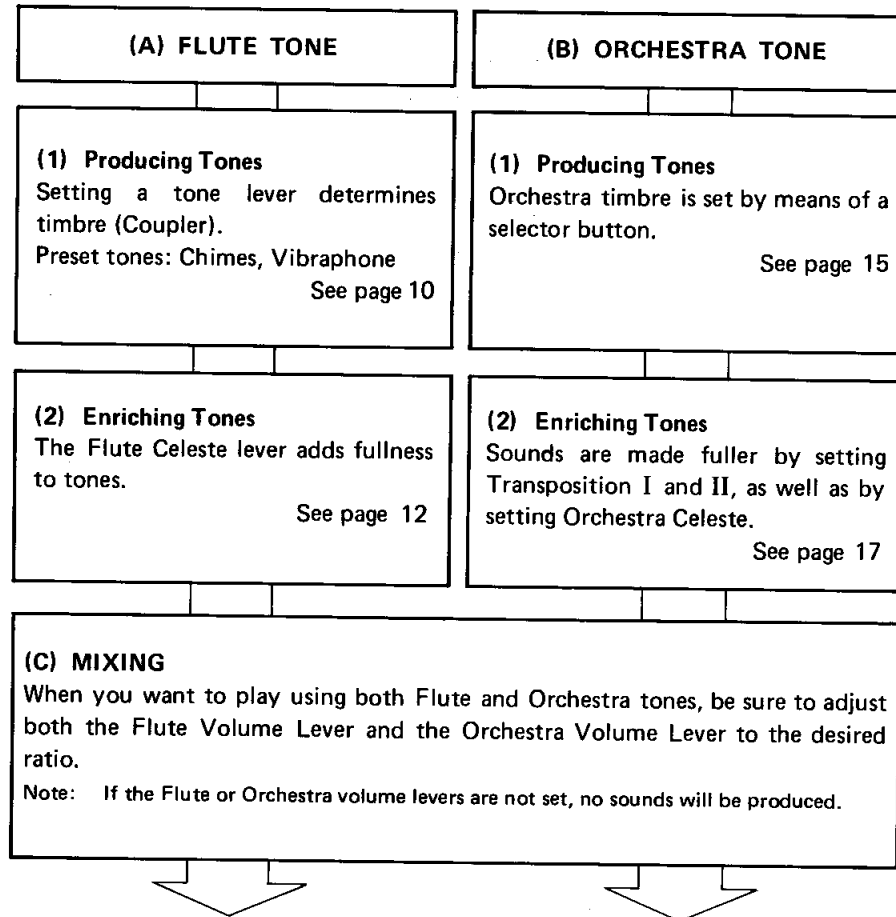 (A) FLUTE TONE
(1) Producing Tones
Setting a tone lever determines
timbre (Coupler).
Preset tones: Chimes, Vibraphone
See page 10
(2) Enriching Tones
The Flute Celeste lever adds fullness
to tones.
See page 12
(B) ORCHESTRA TONE
(1) Producing Tones
Orchestra timbre is set by means of a
selector button.
See page 15
(2) Enriching Tones
Sounds are made fuller by setting
Transposition I and II, as well as by
setting Orchestra Celeste.
See page 17
(C) MIXING
When you want to play using both Flute and Orchestra tones, be sure to adjust
both the Flute Volume Lever and the Orchestra Volume Lever to the desired
ratio.
Note: If the Flute or Orchestra volume levers are not set, no sounds will be produced.